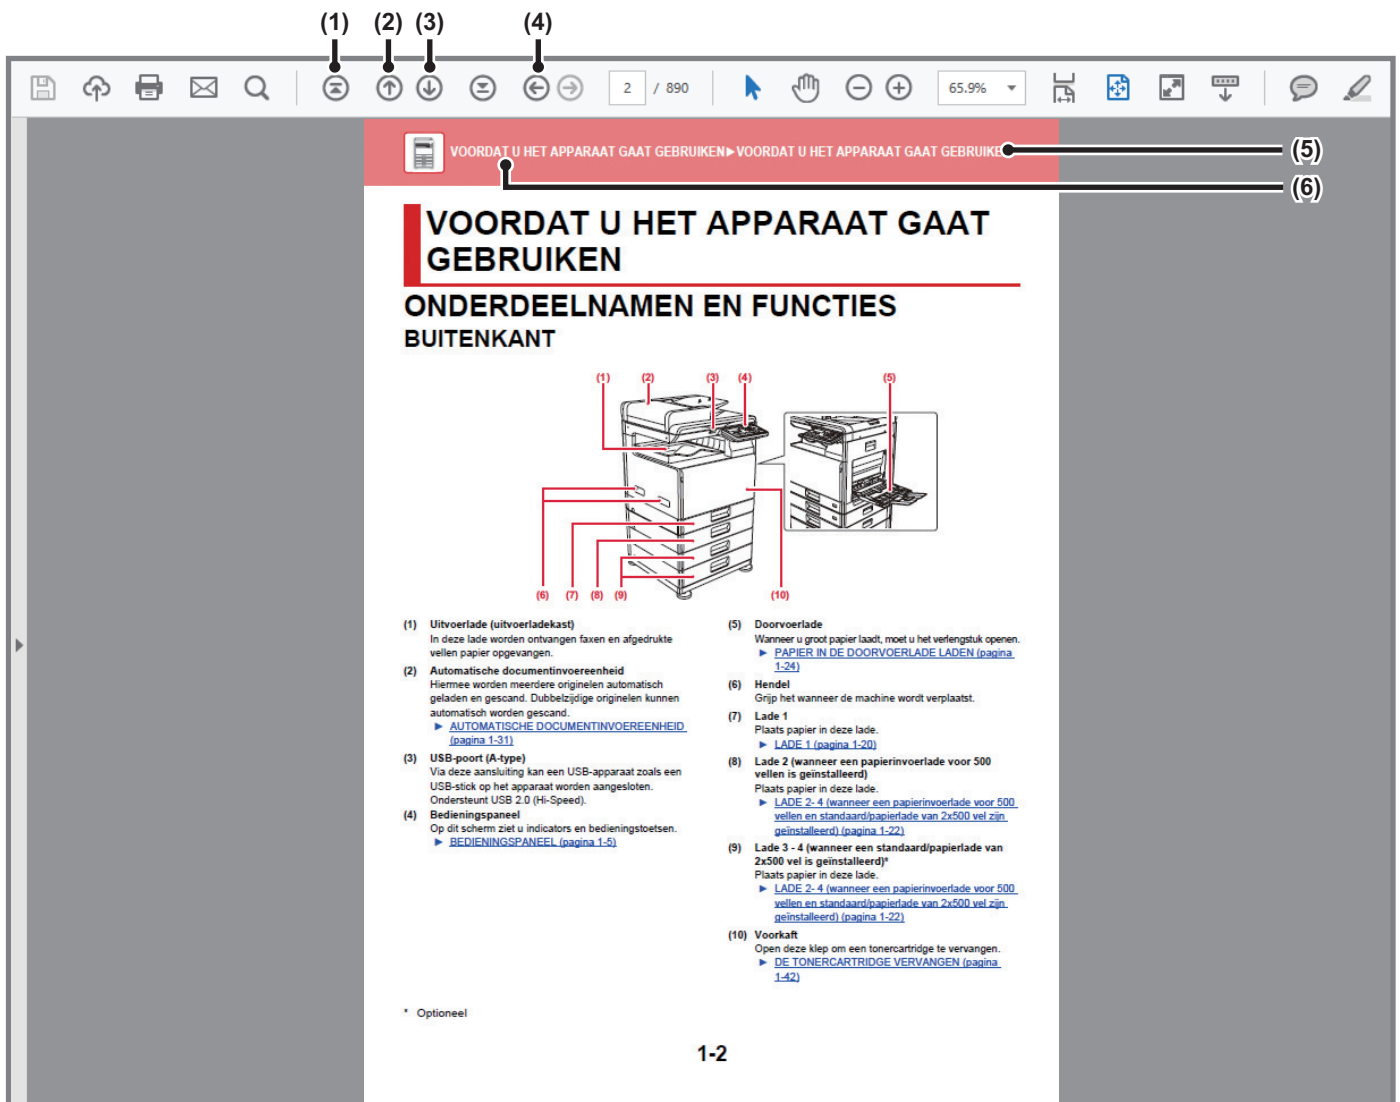 (1) (2) (3) (4)
2 / 890 65.9%
VOORDAT U HET APPARAAT GAAT GEBRUIKEN►VOORDAT U HET APPARAAT GAAT
(5)
(6)
VOORDAT U HET APPARAAT GAAT
GEBRUIKEN
ONDERDEELNAMEN EN FUNCTIES
BUITENKANT
(1) (2) (3) (4) (5)
(6) (7) (8) (9) (10)
(1) Uitvoerlade (uitvoerladekast)
In deze lade worden ontvangen faxen en afgedrukte
vellen papier opgevangen.
(2) Automatische documentinvoereenheid
Hiermee worden meerdere originelen automatisch
geladen en gescand. Dubbelzijdige originelen kunnen
automatisch worden gescand.
► AUTOMATISCHE DOCUMENTINVOEREENHEID
(pagina 1-31)
(3) USB-poort (A-type)
Via deze aansluiting kan een USB-apparaat zoals een
USB-stick op het apparaat worden aangesloten.
Ondersteunt USB 2.0 (Hi-Speed).
(4) Bedieningspaneel
Op dit scherm ziet u indicators en bedieningstoetsen.
► BEDIENINGSPANEEL (pagina 1-5)
(5) Doorvoerlade
Wanneer u groot papier laadt, moet u het verlengstuk openen.
► PAPIER IN DE DOORVOERLADE LADEN (pagina
1-24)
(6) Hendel
Grijp het wanneer de machine wordt verplaatst.
(7) Lade 1
Plaats papier in deze lade.
► LADE 1 (pagina 1-20)
(8) Lade 2 (wanneer een papierinvoerlade voor 500
vellen is geïnstalleerd)
Plaats papier in deze lade.
► LADE 2- 4 (wanneer een papierinvoerlade voor 500
vellen en standaard/papierlade van 2x500 vel zijn
geïnstalleerd) (pagina 1-22)
(9) Lade 3 - 4 (wanneer een standaard/papierlade van
2x500 vel is geïnstalleerd)*
Plaats papier in deze lade.
► LADE 2- 4 (wanneer een papierinvoerlade voor 500
vellen en standaard/papierlade van 2x500 vel zijn
geïnstalleerd) (pagina 1-22)
(10) Voorkaft
Open deze klep om een tonercartridge te vervangen.
► DE TONERCARTRIDGE VERVANGEN (pagina
1-42)
* Optioneel
1-2